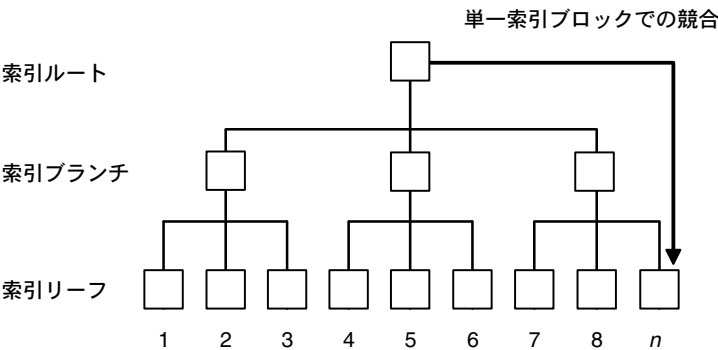 単一索引ブロックでの競合
索引ルート
索引ブランチ
索引リーフ
1 2 3 4 5 6 7 8 n